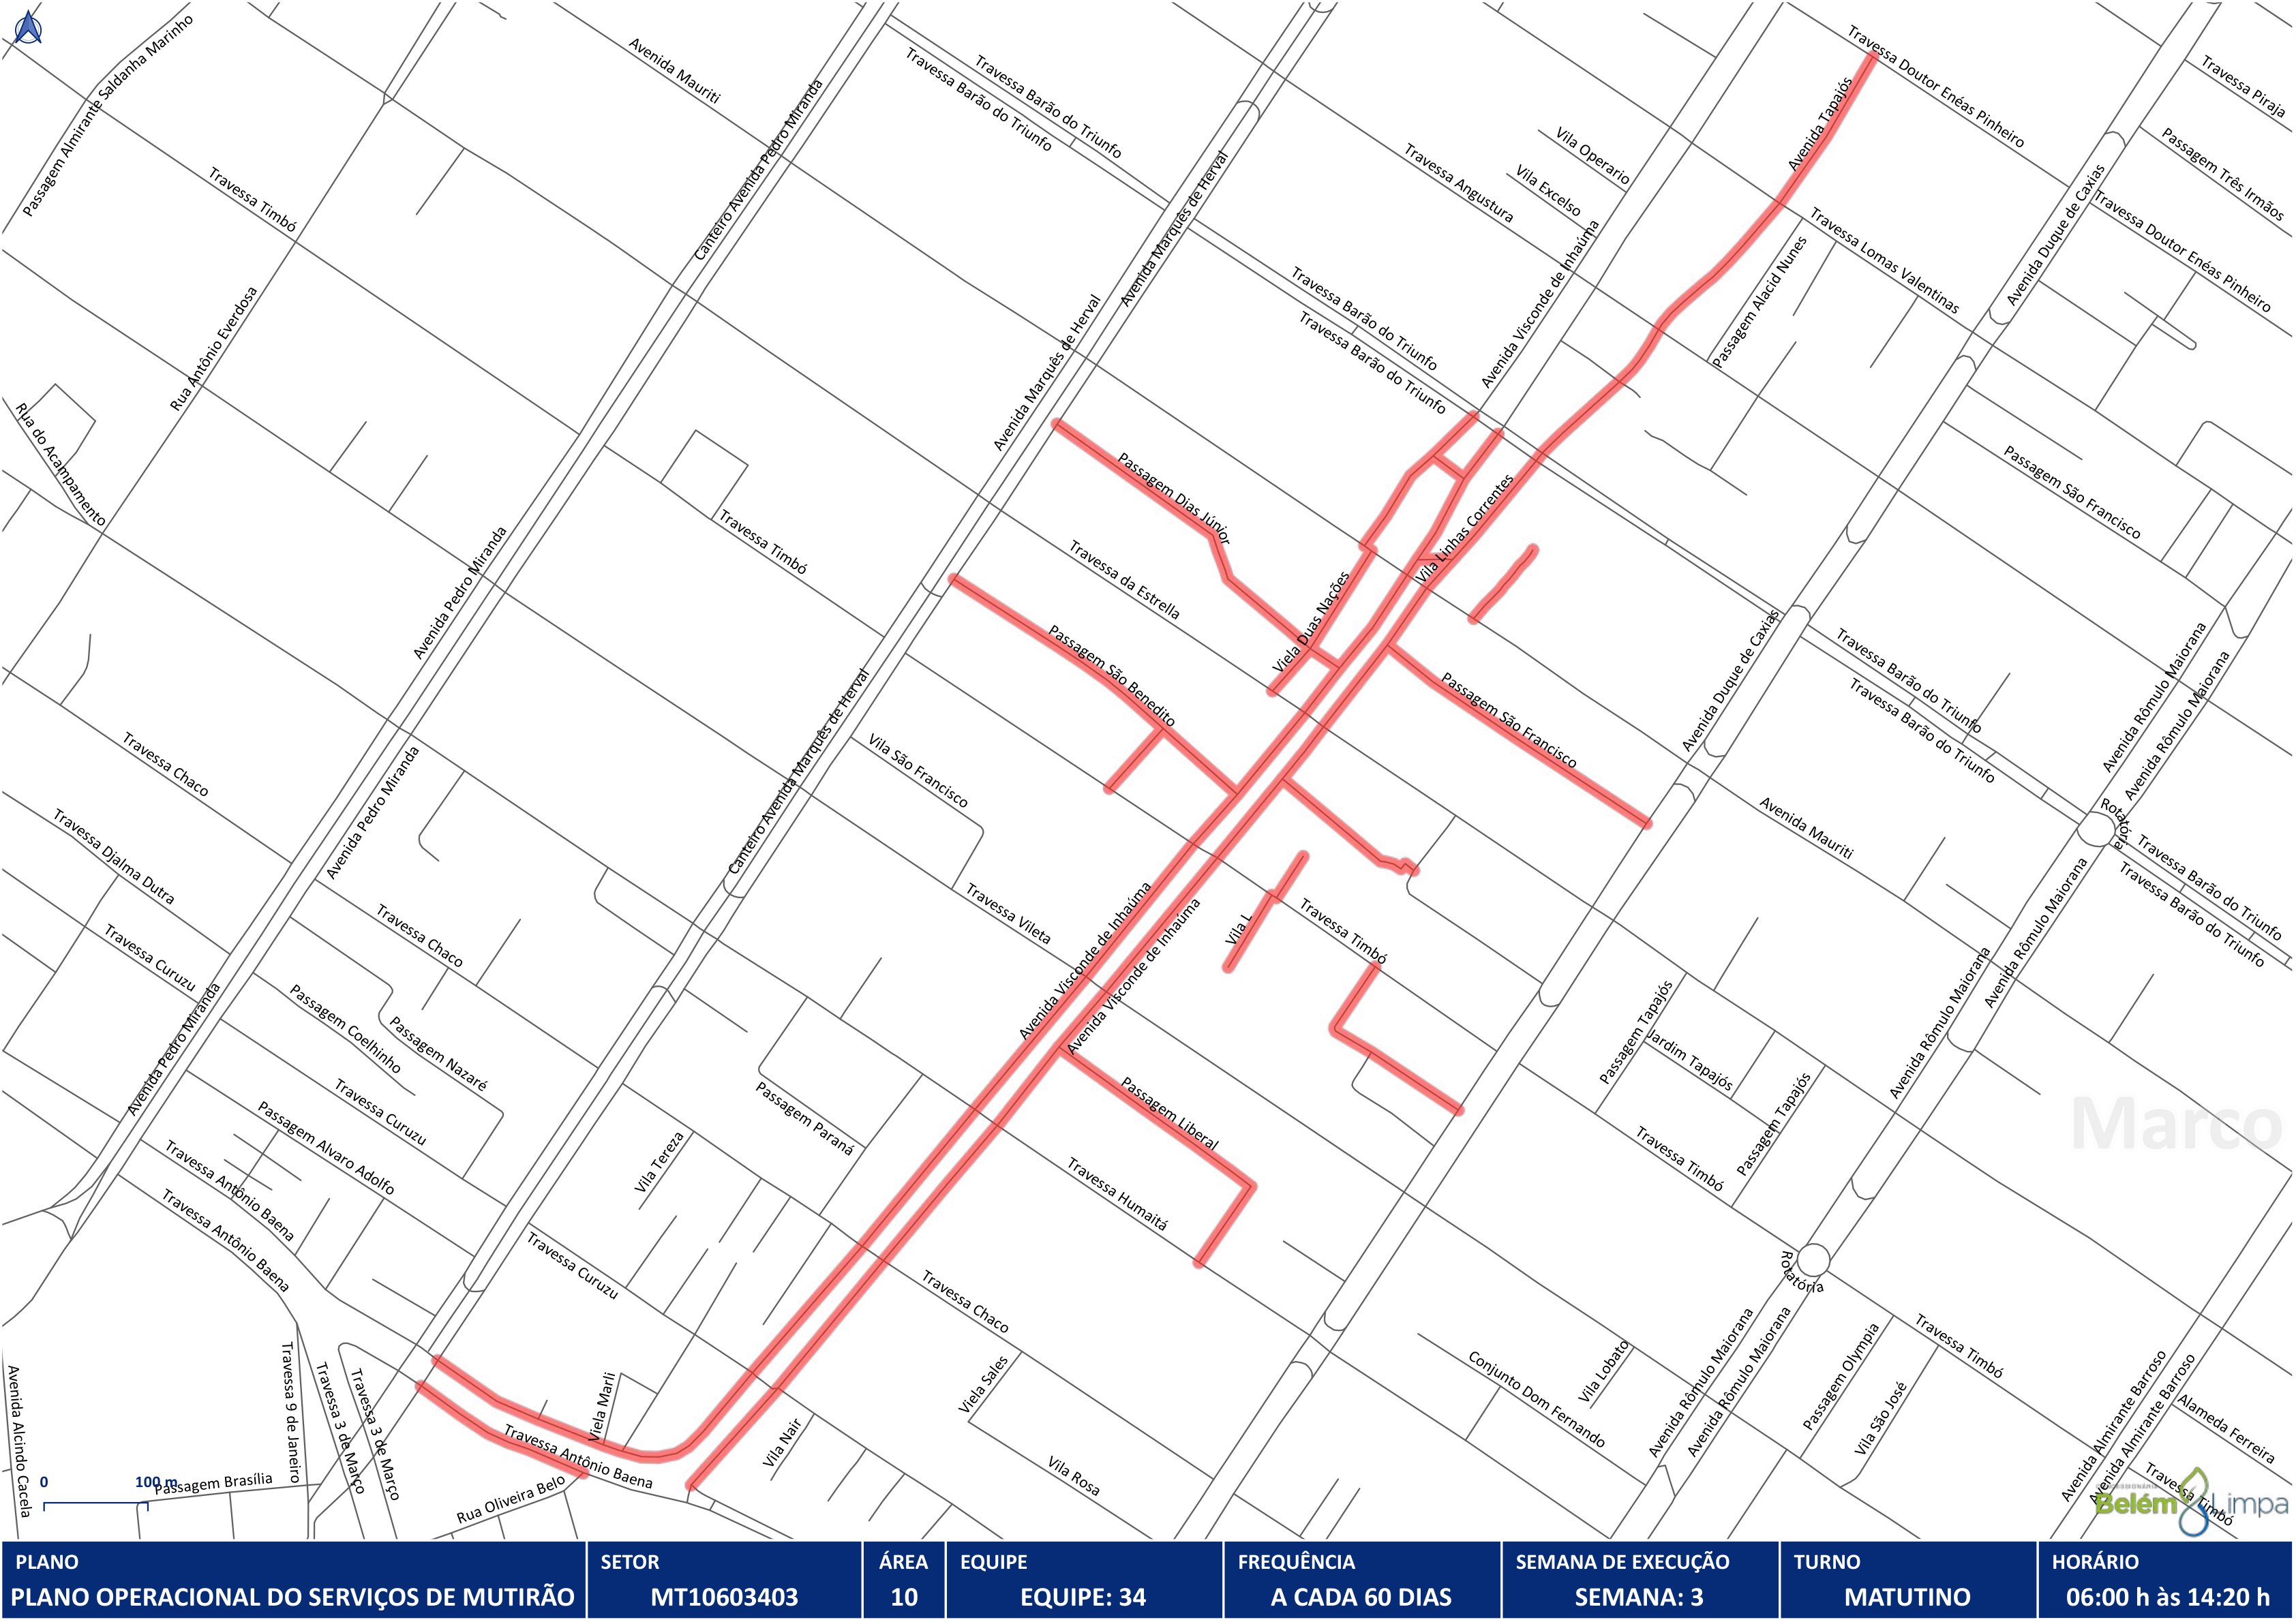 Passagem Almirante Saldanha Marinho
Avenida Mauriti
Travessa Barão do Triunfo
Travessa Barão do Triunfo
Travessa Doutor Enéas Pinheiro
Travessa Piraja
Canteiro Avenida Pedro Miranda
Avenida Tapajós
Vila Operario
Passagem Três Irmãos
Travessa Timbó
Avenida Marquês de Herval
Travessa Angustura
Vila Excelso
Avenida Duque de Caxias
Travessa Doutor Enéas Pinheiro
Travessa Lomas Valentinas
Passagem Alacid Nunes
Avenida Visconde de Inhaúma
Rua Antônio Everdosa
Avenida Marquês de Herval
Travessa Barão do Triunfo
Travessa Barão do Triunfo
Rua do Acampamento
Passagem Dias Júnior
Passagem São Francisco
Vila Linhas Correntes
Travessa Timbó
Avenida Pedro Miranda
Travessa da Estrella
Viela Duas Nações
Passagem São Benedito
Passagem São Francisco
Avenida Duque de Caxias
Travessa Barão do Triunfo
Travessa Barão do Triunfo
Avenida Rômulo Maiorana
Avenida Rômulo Maiorana
Canteiro Avenida Marquês de Herval
Vila São Francisco
Travessa Chaco
Avenida Pedro Miranda
Avenida Mauriti
Rotatória
Travessa Barão do Triunfo
Travessa Barão do Triunfo
Travessa Djalma Dutra
Travessa Vileta
Avenida Visconde de Inhaúma
Avenida Visconde de Inhaúma
Vila L
Travessa Timbó
Avenida Rômulo Maiorana
Avenida Rômulo Maiorana
Travessa Curuzu
Travessa Chaco
Passagem Coelhinho
Passagem Nazaré
Avenida Pedro Miranda
Passagem Tapajós
Jardim Tapajós
Passagem Tapajós
Travessa Curuzu
Passagem Alvaro Adolfo
Passagem Paraná
Passagem Liberal
Marco
Travessa Antônio Baena
Travessa Antônio Baena
Vila Tereza
Travessa Humaitá
Travessa Timbó
Travessa Curuzu
Travessa Chaco
Rotatória
Travessa 9 de Janeiro
Travessa 3 de Março
Travessa 3 de Março
Avenida Alcindo Cacela
Viela Marli
Viela Sales
Conjunto Dom Fernando
Vila Lobato
Avenida Rômulo Maiorana
Avenida Rômulo Maiorana
Passagem Olympia
Travessa Timbó
Vila São José
Avenida Almirante Barroso
Avenida Almirante Barroso
Alameda Ferreira
Travessa Antônio Baena
Vila Nair
Vila Rosa
Rua Oliveira Belo
Passagem Brasília
Travessa Timbó
0 100 m
Belém Limpa
PLANO
PLANO OPERACIONAL DO SERVIÇOS DE MUTIRÃO
SETOR
MT10603403
ÁREA
10
EQUIPE
EQUIPE: 34
FREQUÊNCIA
A CADA 60 DIAS
SEMANA DE EXECUÇÃO
SEMANA: 3
TURNO
MATUTINO
HORÁRIO
06:00 h às 14:20 h